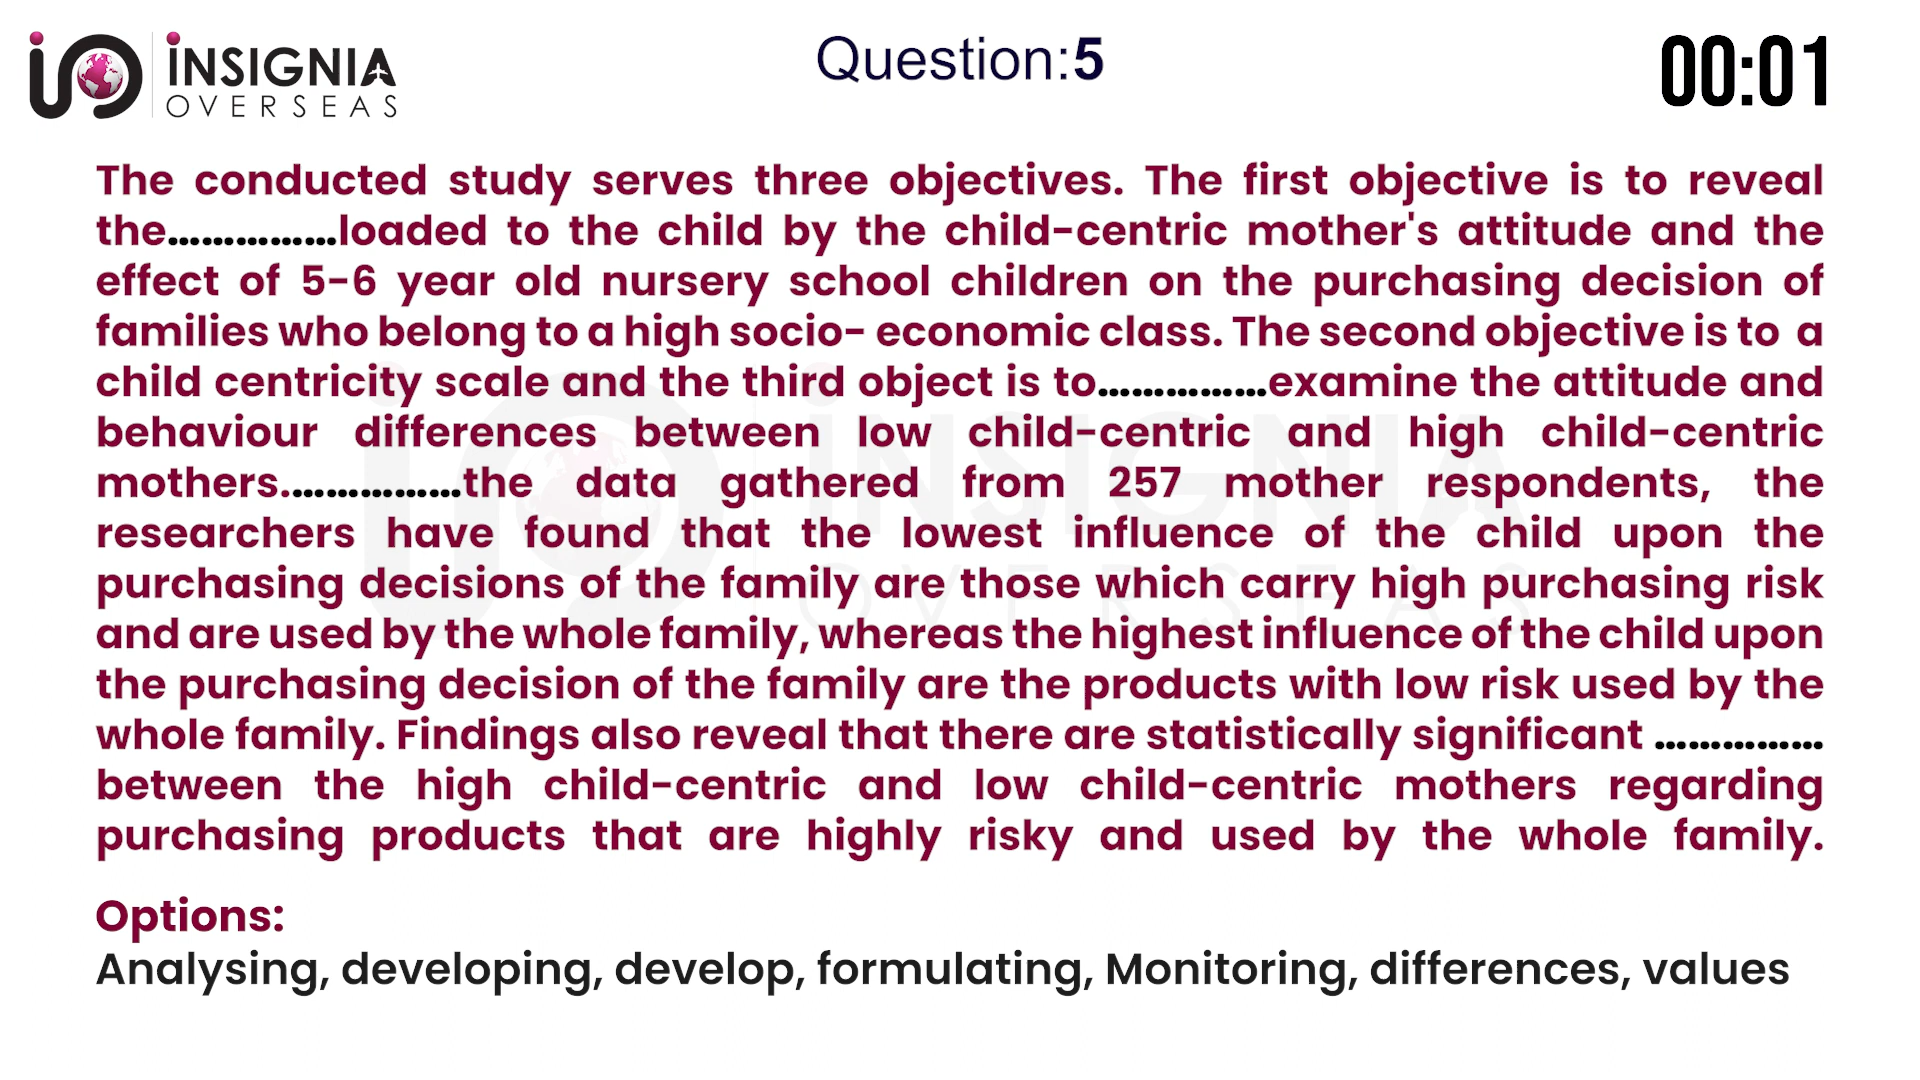 iNSIGNIA
OVERSEAS
Question:5
00:01
The conducted study serves three objectives. The first objective is to reveal
the...............loaded to the child by the child-centric mother's attitude and the
effect of 5-6 year old nursery school children on the purchasing decision of
families who belong to a high socio- economic class. The second objective is to a
child centricity scale and the third object is to...............examine the attitude and
behaviour differences between low child-centric and high child-centric
mothers................the data gathered from 257 mother respondents, the
researchers have found that the lowest influence of the child upon the
purchasing decisions of the family are those which carry high purchasing risk
and are used by the whole family, whereas the highest influence of the child upon
the purchasing decision of the family are the products with low risk used by the
whole family. Findings also reveal that there are statistically significant ...............
between the high child-centric and low child-centric mothers regarding
purchasing products that are highly risky and used by the whole family.
Options:
Analysing, developing, develop, formulating, Monitoring, differences, values